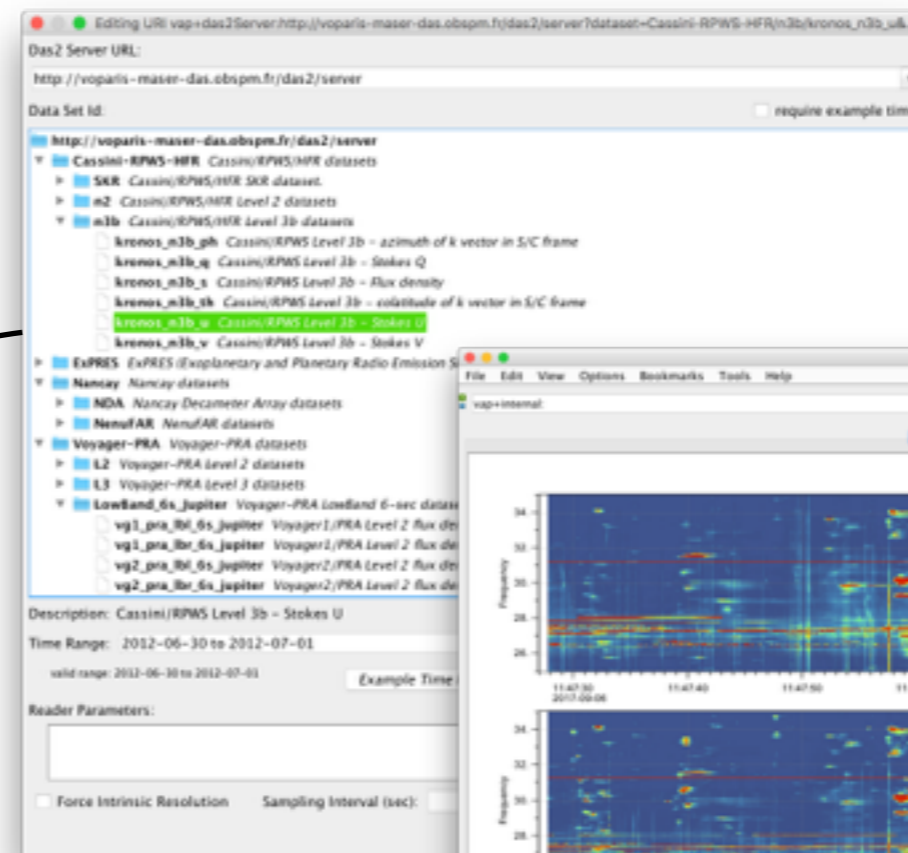 Editing URI vap+das2Server:http://voparis-maser-das.obspm.fr/das2/server?dataset=Cassini-RPWS-HFR/n3b/kronos_n3b_u&
Das2 Server URL:
http://voparis-maser-das.obspm.fr/das2/server
Data Set Id:
require example time
http://voparis-maser-das.obspm.fr/das2/server
Cassini-RPWS-HFR Cassini/RPWS/HFR datasets
SKR Cassini/RPWS/HFR SKR dataset.
n2 Cassini/RPWS/HFR Level 2 datasets
n3b Cassini/RPWS/HFR Level 3b datasets
kronos_n3b_ph Cassini/RPWS Level 3b - azimuth of k vector in S/C frame
kronos_n3b_q Cassini/RPWS Level 3b - Stokes Q
kronos_n3b_s Cassini/RPWS Level 3b - Flux density
kronos_n3b_th Cassini/RPWS Level 3b - colatitude of k vector in S/C frame
kronos_n3b_u Cassini/RPWS Level 3b - Stokes U
kronos_n3b_v Cassini/RPWS Level 3b - Stokes V
ExPRES ExPRES (Exoplanetary and Planetary Radio Emission S
Nancay Nancay datasets
NDA Nancay Decameter Array datasets
NenuFAR NenuFAR datasets
Voyager-PRA Voyager-PRA datasets
L2 Voyager-PRA Level 2 datasets
L3 Voyager-PRA Level 3 datasets
LowBand_6s_Jupiter Voyager-PRA LowBand 6-sec datase
vg1_pra_lbl_6s_jupiter Voyager1/PRA Level 2 flux de
vg1_pra_lbr_6s_jupiter Voyager1/PRA Level 2 flux de
vg2_pra_lbl_6s_jupiter Voyager2/PRA Level 2 flux de
vg2_pra_lbr_6s_jupiter Voyager2/PRA Level 2 flux de
Description: Cassini/RPWS Level 3b - Stokes U
Time Range: 2012-06-30 to 2012-07-01
valid range: 2012-06-30 to 2012-07-01
Example Time
Reader Parameters:
Force Intrinsic Resolution Sampling Interval (sec):
File Edit View Options Bookmarks Tools Help
vap+internal:
34
32
30
28
26
Frequency
11:47:30
11:47:40
11:47:50
11
2017-09-06
34
32
30
28
Frequency